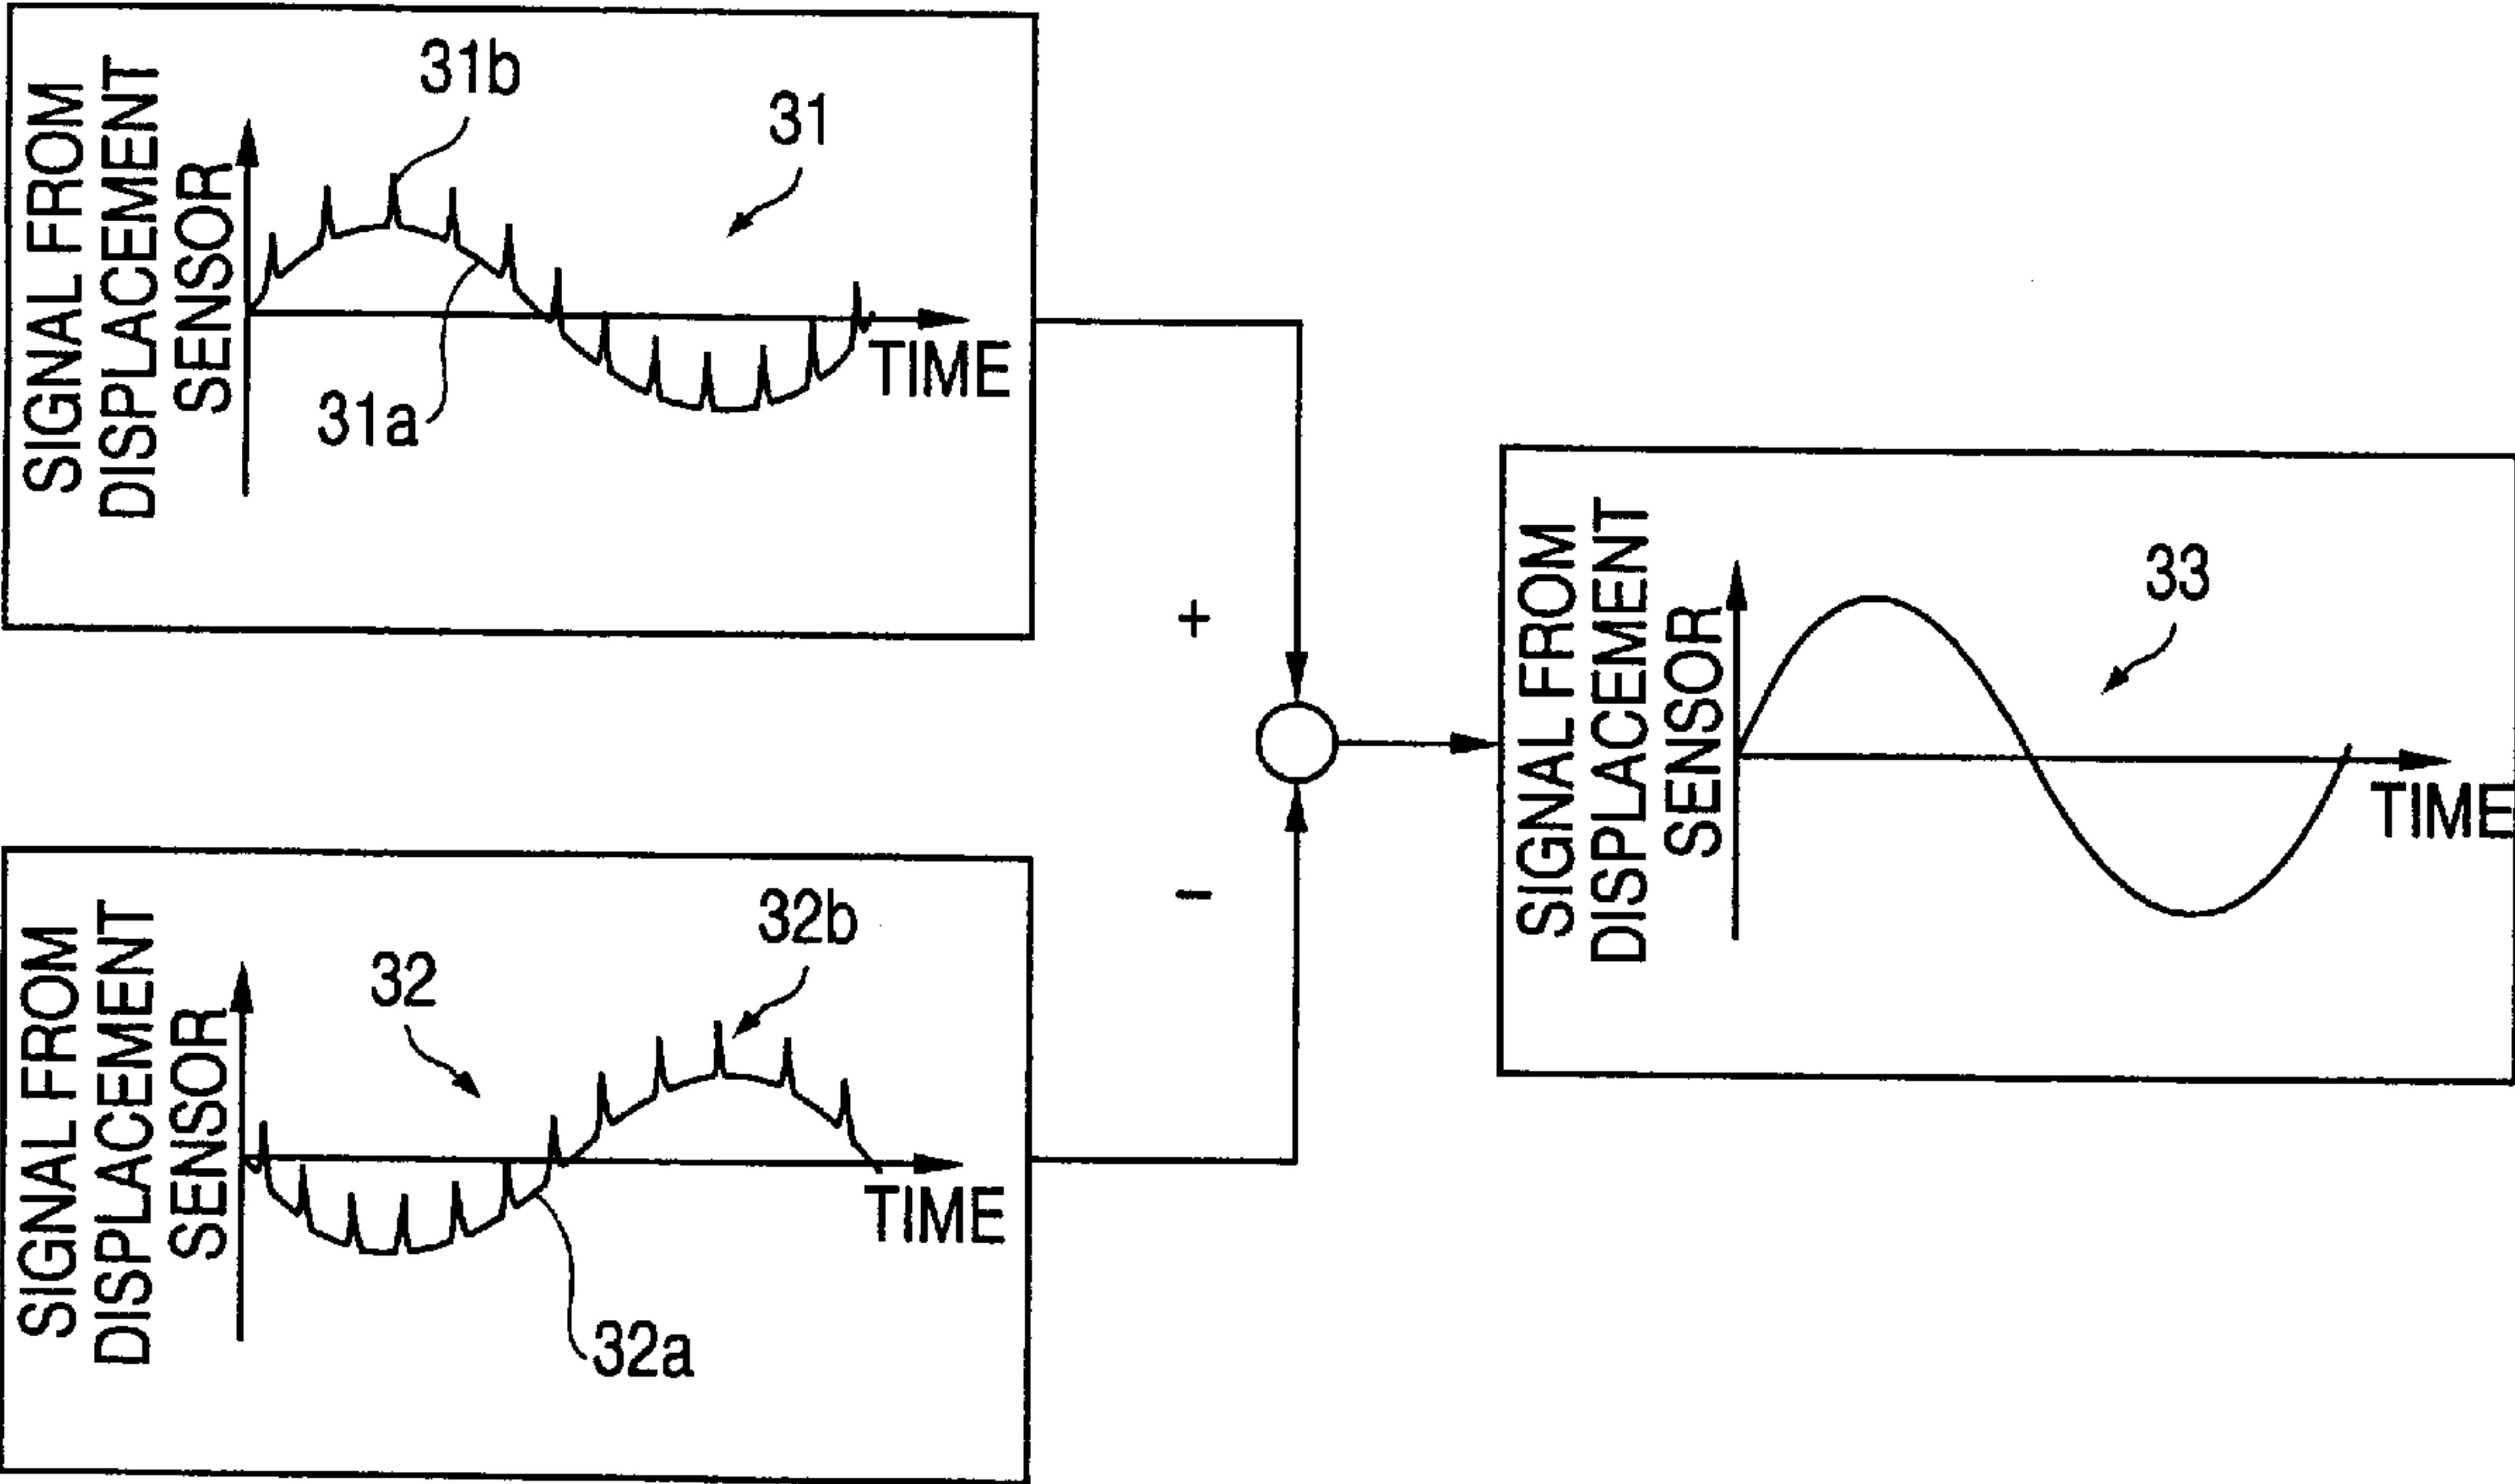 SIGNAL FROM
DISPLACEMENT
SENSOR
31b
31
31a
TIME
+
SIGNAL FROM
DISPLACEMENT
SENSOR
33
TIME
-
SIGNAL FROM
DISPLACEMENT
SENSOR
32
32b
TIME
32a